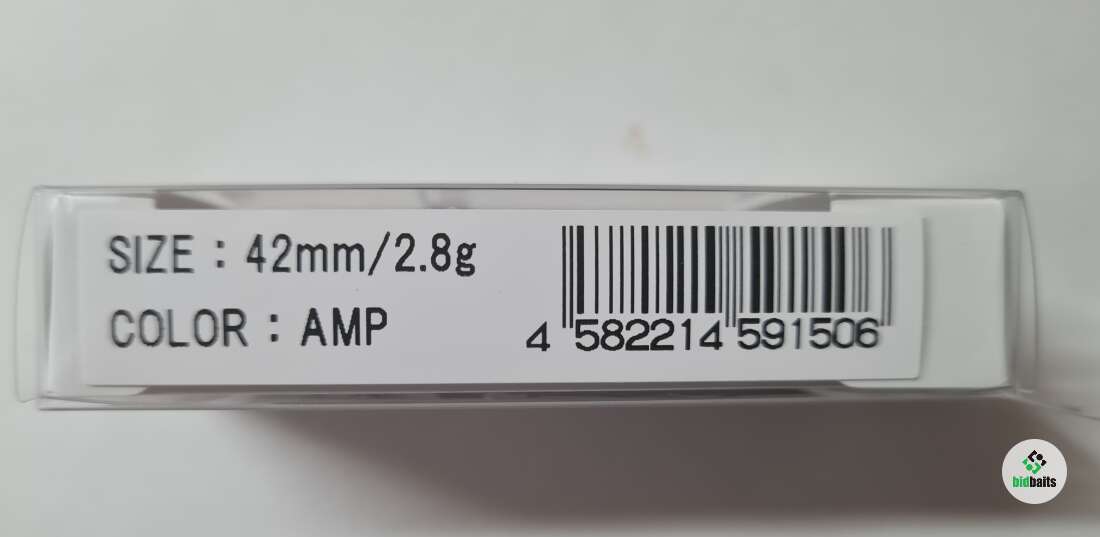 SIZE : 42mm/2.8g
COLOR : AMP
4 582214 591506
bidbaits